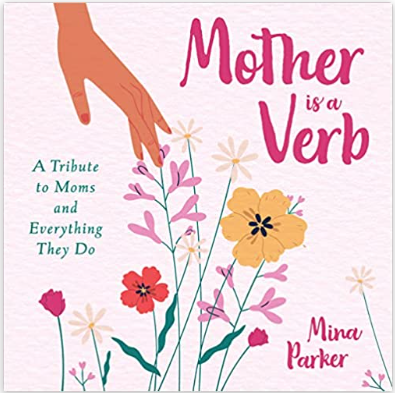 Mother
is a
Verb
A Tribute
to Moms
and
Everything
They Do
Mina
Parker